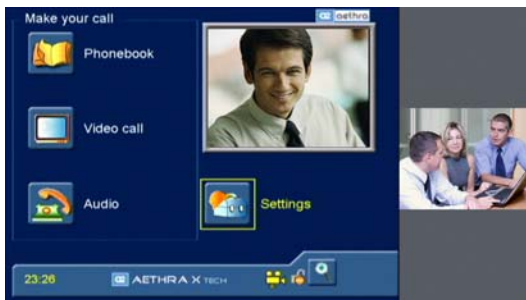 Make your call
aethra
Phonebook
Video call
Audio
Settings
23:26
AETHRA X TECH